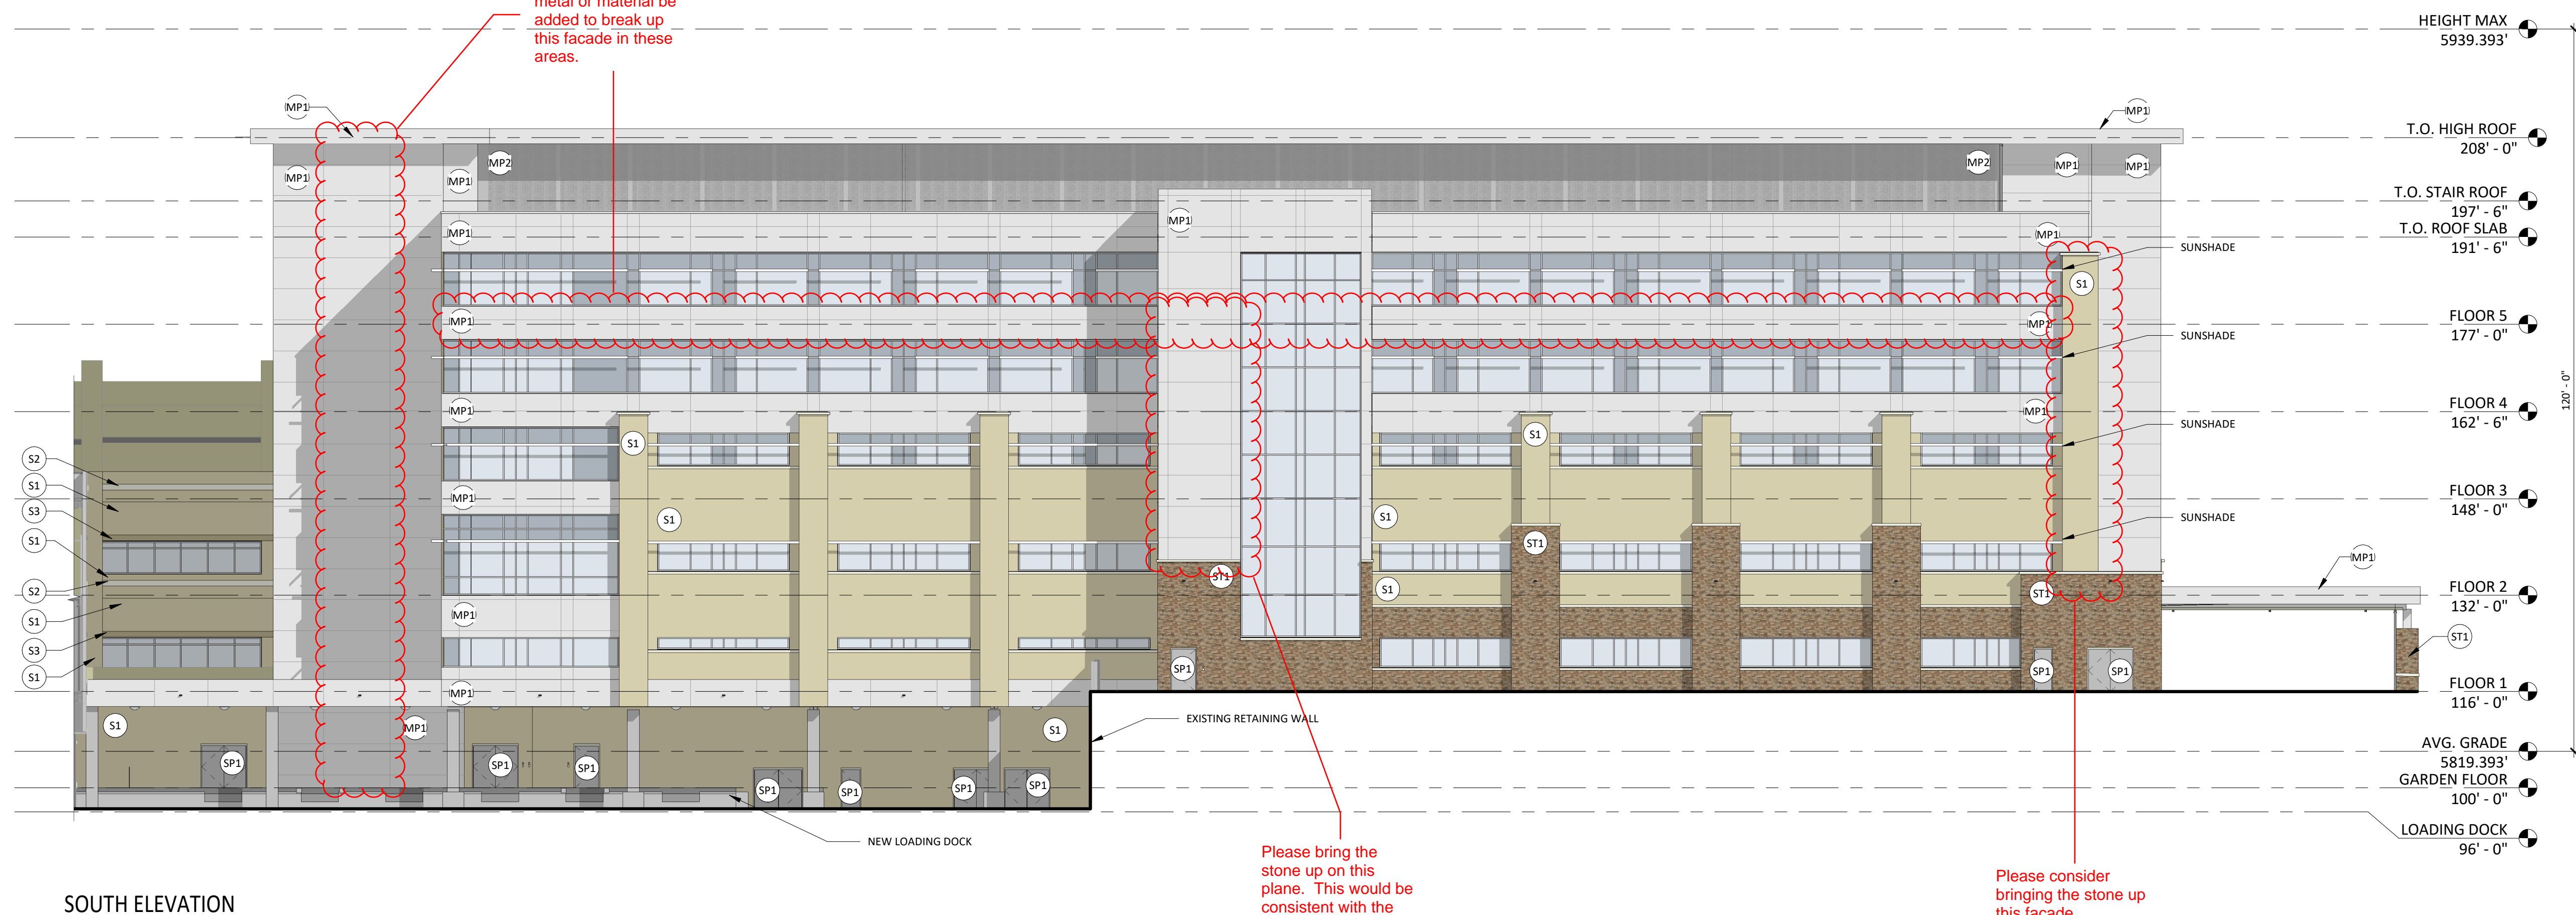 metal or material be
added to break up
this facade in these
areas.
HEIGHT MAX
5939.393'
MP1
MP1
T.O. HIGH ROOF
208' - 0"
MP2
MP2
MP1
MP1
MP1
MP1
T.O. STAIR ROOF
197' - 6"
MP1
MP1
MP1
T.O. ROOF SLAB
191' - 6"
SUNSHADE
S1
MP1
MP1
FLOOR 5
177' - 0"
SUNSHADE
120' - 0"
MP1
MP1
FLOOR 4
162' - 6"
SUNSHADE
S1
S1
S2
S1
MP1
FLOOR 3
148' - 0"
S3
S1
S1
ST1
SUNSHADE
S1
MP1
S2
ST1
S1
ST1
FLOOR 2
132' - 0"
S1
MP1
ST1
S3
S1
SP1
SP1
SP1
MP1
FLOOR 1
116' - 0"
S1
MP1
S1
EXISTING RETAINING WALL
AVG. GRADE
5819.393'
SP1
SP1
SP1
SP1
SP1
SP1
SP1
GARDEN FLOOR
100' - 0"
NEW LOADING DOCK
LOADING DOCK
96' - 0"
Please bring the
stone up on this
plane. This would be
consistent with the
Please consider
bringing the stone up
this facade
SOUTH ELEVATION